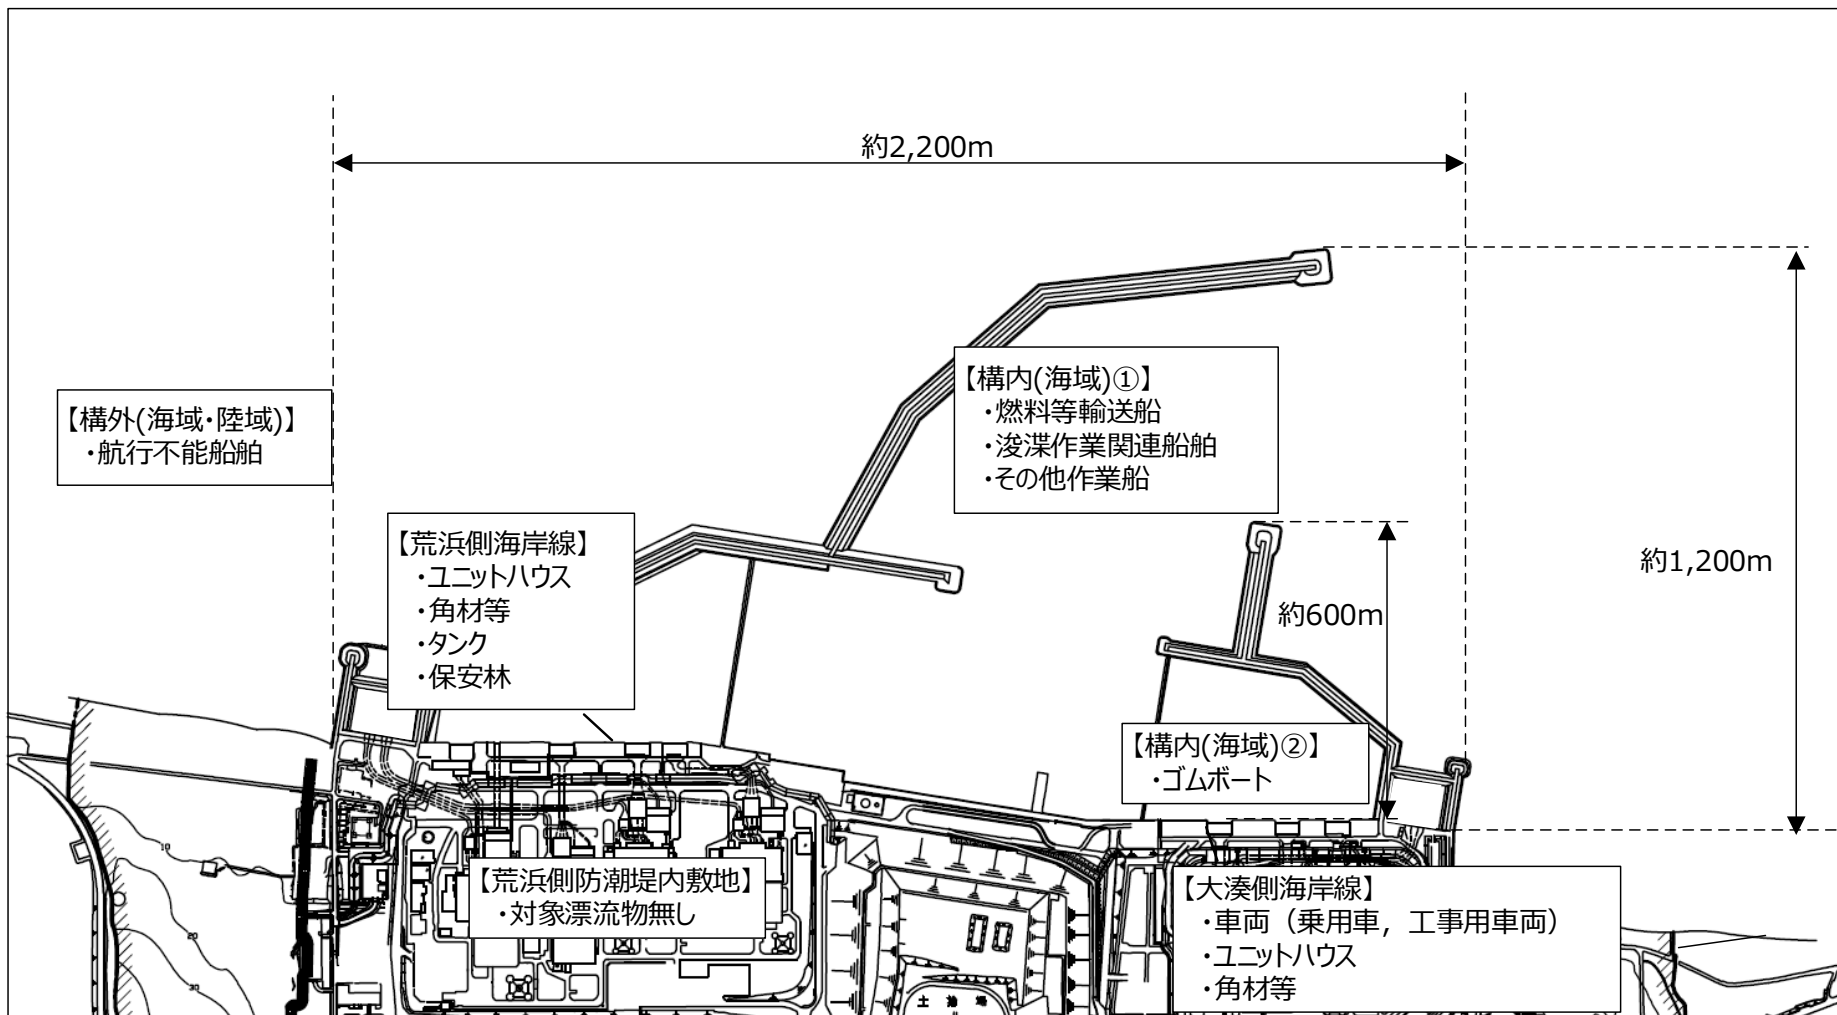 約2,200m
【構外(海域・陸域)】
・航行不能船舶
【構内(海域)①】
・燃料等輸送船
・浚渫作業関連船舶
・その他作業船
【荒浜側海岸線】
・ユニットハウス
・角材等
・タンク
・保安林
約600m
約1,200m
【構内(海域)②】
・ゴムボート
【荒浜側防潮堤内敷地】
・対象漂流物無し
【大湊側海岸線】
・車両（乗用車，工事用車両）
・ユニットハウス
・角材等
10
20
30
土 捨 場